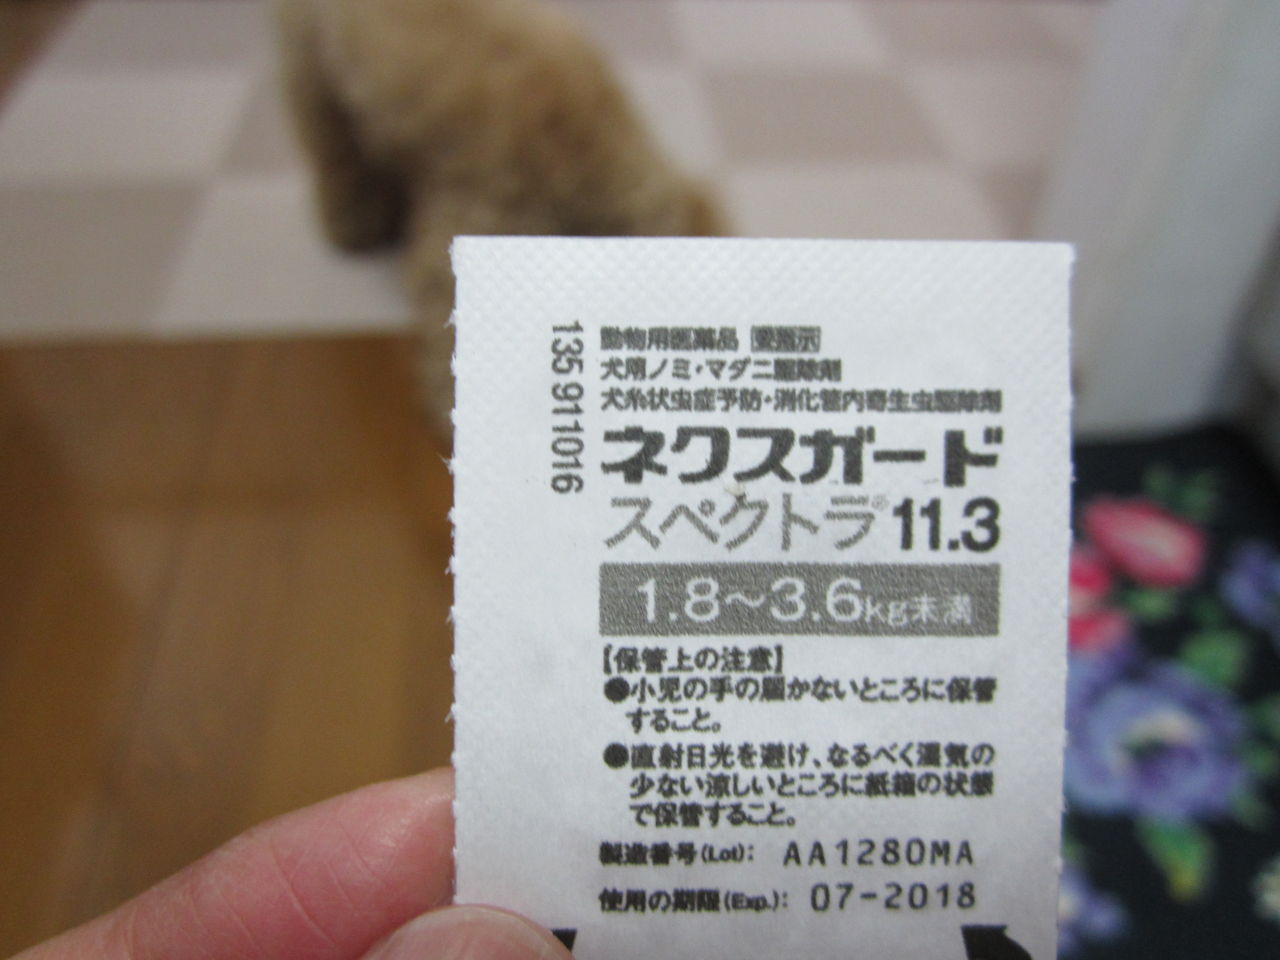 動物用医薬品 要指示
犬用ノミ・マダニ駆除剤
犬糸状虫症予防・消化管内寄生虫駆除剤
ネクスガード
スペクトラ® 11.3
1.8～3.6kg未満
【保管上の注意】
●小児の手の届かないところに保管
すること。
●直射日光を避け、なるべく湿気の
少ない涼しいところに紙箱の状態
で保管すること。
製造番号(Lot): AA1280MA
使用の期限(Exp.): 07-2018
135 911016